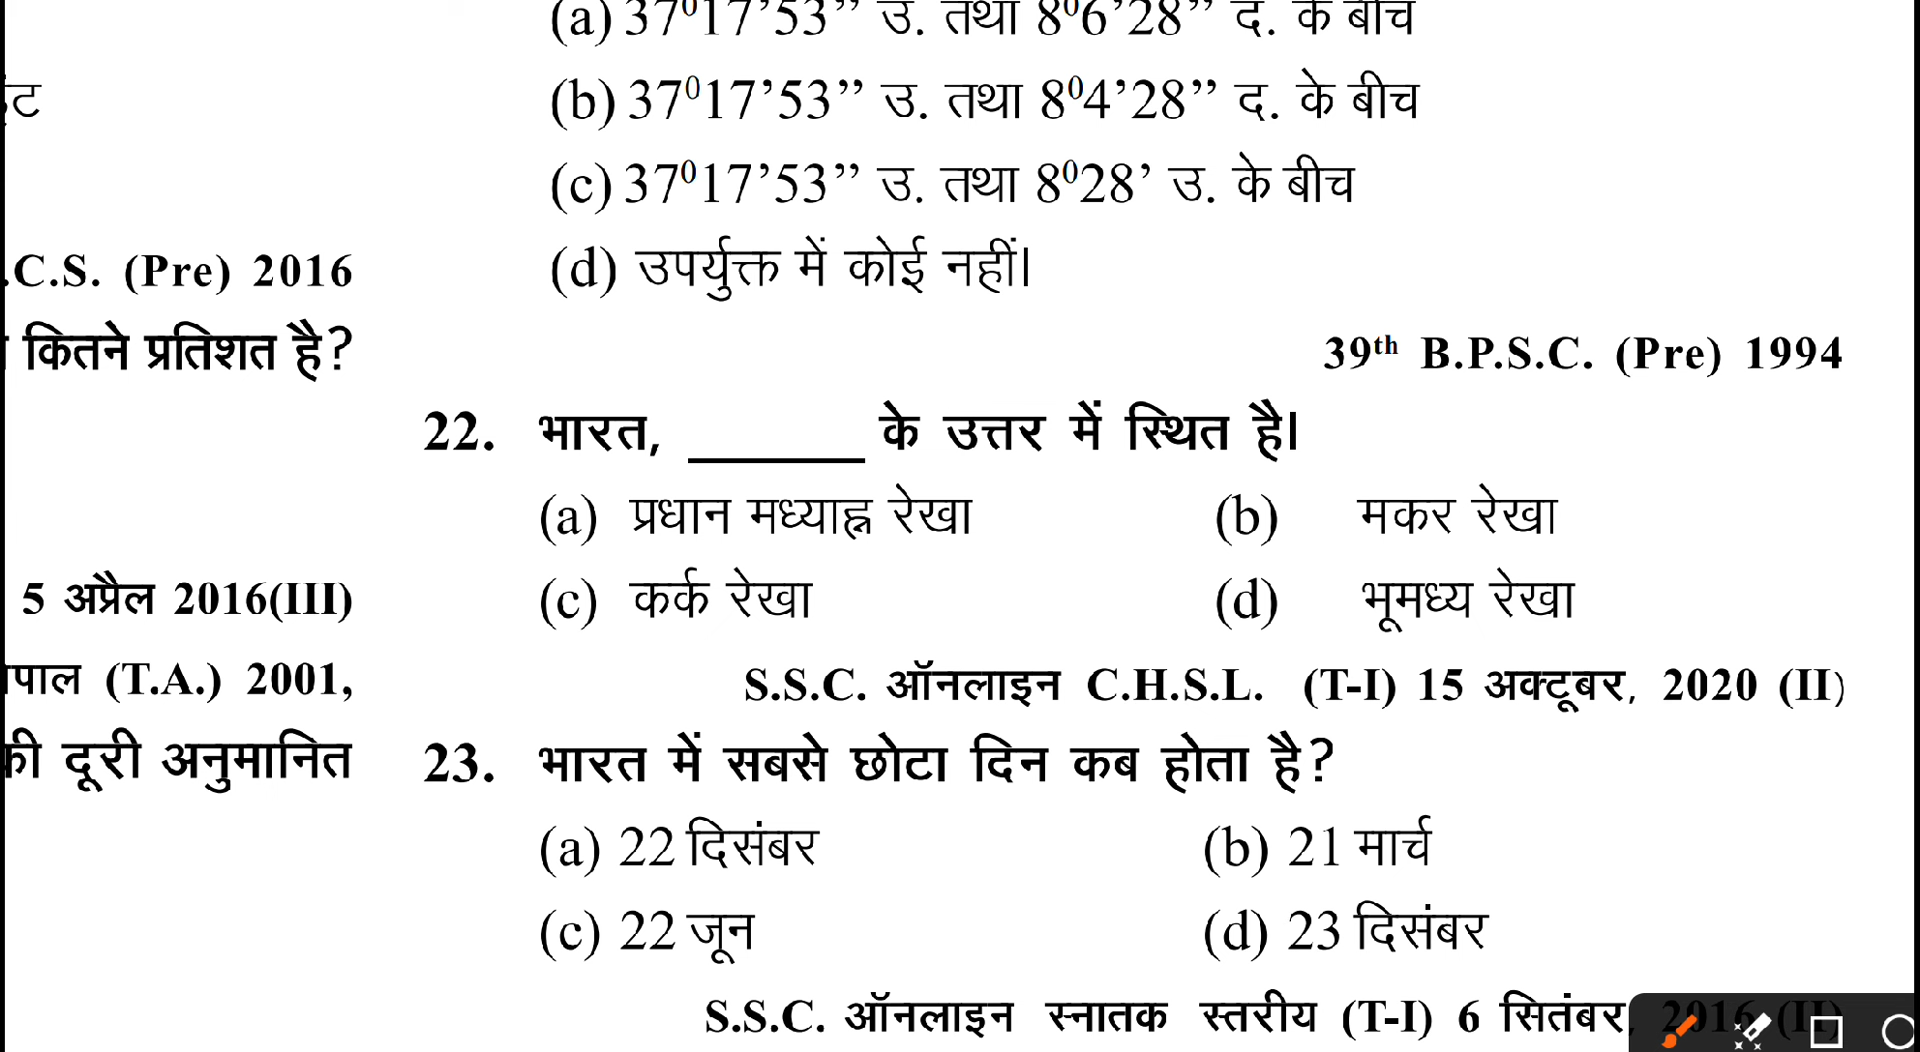 ंट
.C.S. (Pre) 2016
कितने प्रतिशत है?
5 अप्रैल 2016(III)
पाल (T.A.) 2001,
की दूरी अनुमानित
(a) 37⁰17’53’’ उ. तथा 8⁰6’28’’ द. के बीच
(b) 37⁰17’53’’ उ. तथा 8⁰4’28’’ द. के बीच
(c) 37⁰17’53’’ उ. तथा 8⁰28’ उ. के बीच
(d) उपर्युक्त में कोई नहीं।
39ᵗʰ B.P.S.C. (Pre) 1994
22. भारत, ______ के उत्तर में स्थित है।
(a) प्रधान मध्याह्न रेखा (b) मकर रेखा
(c) कर्क रेखा (d) भूमध्य रेखा
S.S.C. ऑनलाइन C.H.S.L. (T-I) 15 अक्टूबर, 2020 (II)
23. भारत में सबसे छोटा दिन कब होता है?
(a) 22 दिसंबर (b) 21 मार्च
(c) 22 जून (d) 23 दिसंबर
S.S.C. ऑनलाइन स्नातक स्तरीय (T-I) 6 सितंबर, 2016 (II)